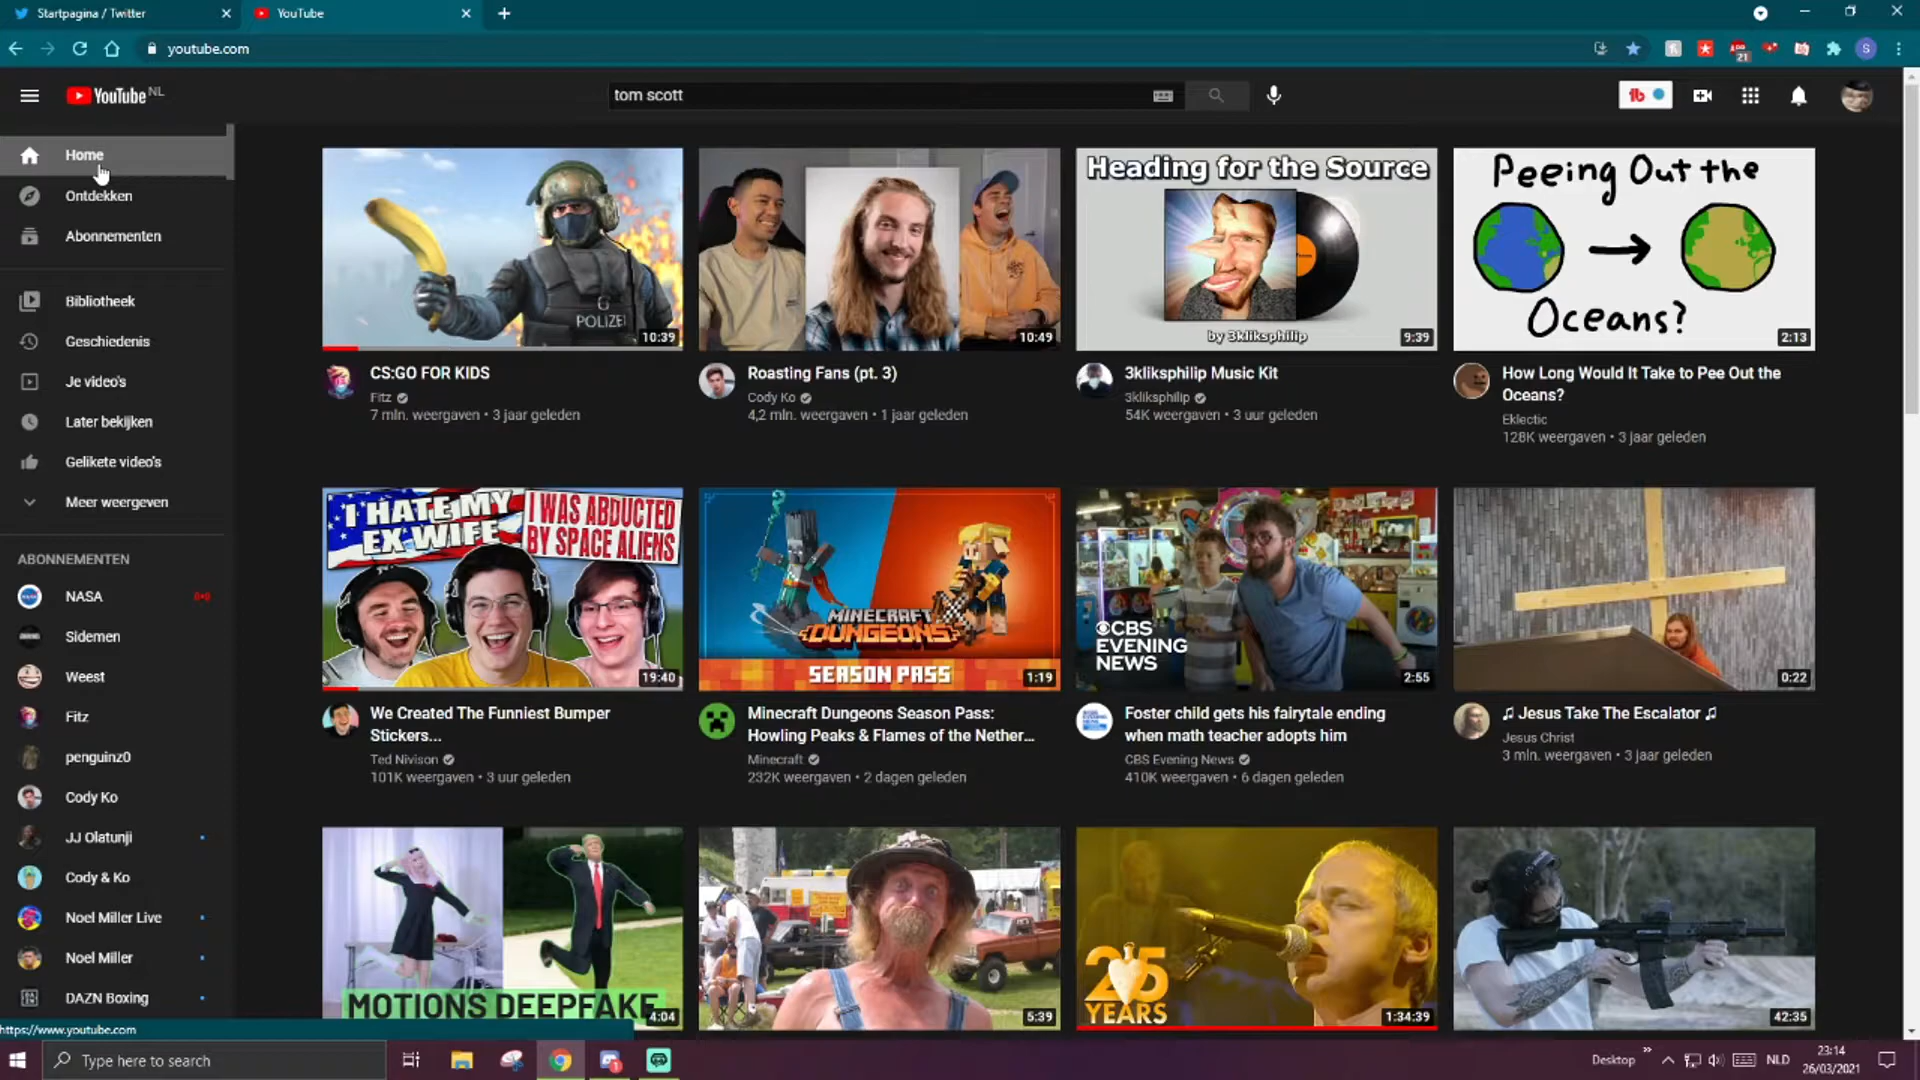 Startpagina / Twitter
YouTube
youtube.com
21
S
YouTube NL
tom scott
Home
Ontdekken
Abonnementen
Bibliotheek
Geschiedenis
Je video's
Later bekijken
Gelikete video's
Meer weergeven
ABONNEMENTEN
NASA
Sidemen
Weest
Fitz
penguinz0
Cody Ko
JJ Olatunji
Cody & Ko
Noel Miller Live
Noel Miller
DAZN Boxing
https://www.youtube.com
POLIZEI
10:39
CS:GO FOR KIDS
Fitz
7 mln. weergaven • 3 jaar geleden
10:49
Roasting Fans (pt. 3)
Cody Ko
4,2 mln. weergaven • 1 jaar geleden
Heading for the Source
by 3kliksphilip
9:39
3kliksphilip Music Kit
3kliksphilip
54K weergaven • 3 uur geleden
Peeing Out the
Oceans?
2:13
How Long Would It Take to Pee Out the
Oceans?
Eklectic
128K weergaven • 3 jaar geleden
I HATE MY
EX-WIFE
I WAS ABDUCTED
BY SPACE ALIENS
19:40
We Created The Funniest Bumper
Stickers...
Ted Nivison
101K weergaven • 3 uur geleden
MINECRAFT
DUNGEONS
SEASON PASS
1:19
Minecraft Dungeons Season Pass:
Howling Peaks & Flames of the Nether...
Minecraft
232K weergaven • 2 dagen geleden
CBS
EVENING
NEWS
2:55
Foster child gets his fairytale ending
when math teacher adopts him
CBS Evening News
410K weergaven • 6 dagen geleden
0:22
♫ Jesus Take The Escalator ♫
Jesus Christ
3 mln. weergaven • 3 jaar geleden
MOTIONS DEEPFAKE
4:04
5:39
25
YEARS
1:34:39
42:35
Type here to search
Desktop
NLD
23:14
26/03/2021